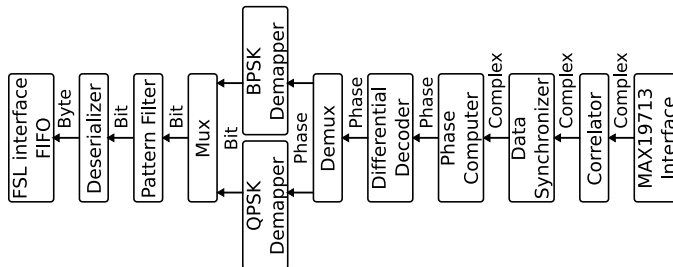 FSL interface
FIFO
Byte
Deserializer
Bit
Pattern Filter
Bit
Mux
Bit
BPSK
Demapper
QPSK
Demapper
Phase
Demux
Phase
Differential
Decoder
Phase
Phase
Computer
Complex
Data
Synchronizer
Complex
Correlator
Complex
MAX19713
Interface